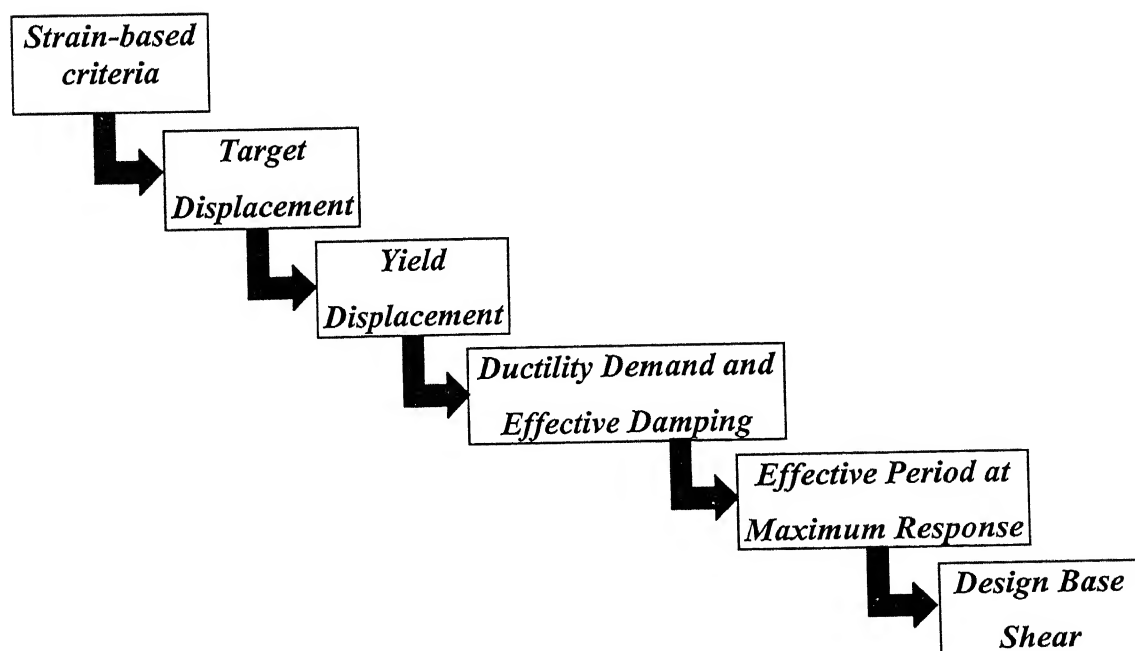 Strain-based
criteria
Target
Displacement
Yield
Displacement
Ductility Demand and
Effective Damping
Effective Period at
Maximum Response
Design Base
Shear